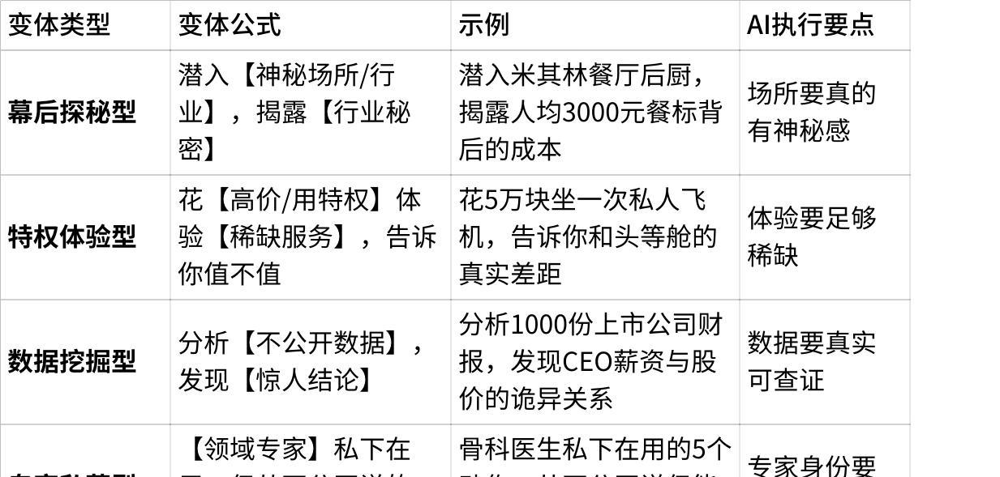 变体类型
变体公式
示例
AI执行要点
幕后探秘型
潜入【神秘场所/行
业】，揭露【行业秘
密】
潜入米其林餐厅后厨，
揭露人均3000元餐标背
后的成本
场所要真的
有神秘感
特权体验型
花【高价/用特权】体
验【稀缺服务】，告诉
你值不值
花5万块坐一次私人飞
机，告诉你和头等舱的
真实差距
体验要足够
稀缺
数据挖掘型
分析【不公开数据】，
发现【惊人结论】
分析1000份上市公司财
报，发现CEO薪资与股
价的诡异关系
数据要真实
可查证
【领域专家】私下在
骨科医生私下在用的5个
专家身份要